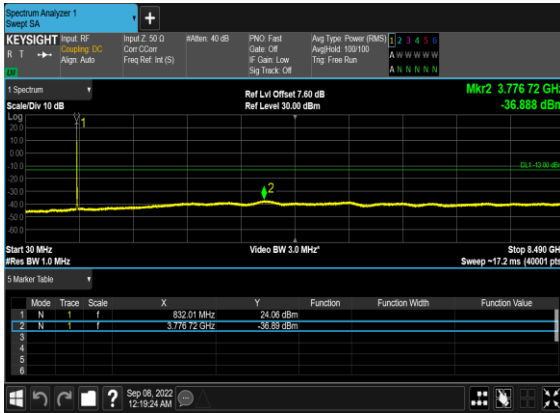 Spectrum Analyzer 1
Swept SA
+
KEYSIGHT Input: RF Input Z: 50 Ω #Atten: 40 dB PNO: Fast Avg Type: Power (RMS) 1 2 3 4 5 6
R T Coupling: DC Corr CCorr Gate: Off Avg|Hold: 100/100 A W W W W W
Align: Auto Freq Ref: Int (S) IF Gain: Low Trig: Free Run
Sig Track: Off A N N N N N
1 Spectrum
Ref Lvl Offset 7.60 dB Mkr2 3.776 72 GHz
Scale/Div 10 dB Ref Level 30.00 dBm -36.888 dBm
Log
1
20.0
10.0
0.00
-10.0
DL1 -13.00 dBm
-20.0
-30.0
2
-40.0
-50.0
-60.0
Start 30 MHz Video BW 3.0 MHz* Stop 8.490 GH
#Res BW 1.0 MHz Sweep ~17.2 ms (40001 pts
5 Marker Table
Mode Trace Scale X Y Function Function Width Function Value
1 N 1 f 832.01 MHz 24.06 dBm
2 N 1 f 3.776 72 GHz -36.89 dBm
3
4
5
6
? Sep 08, 2022
12:19:24 AM